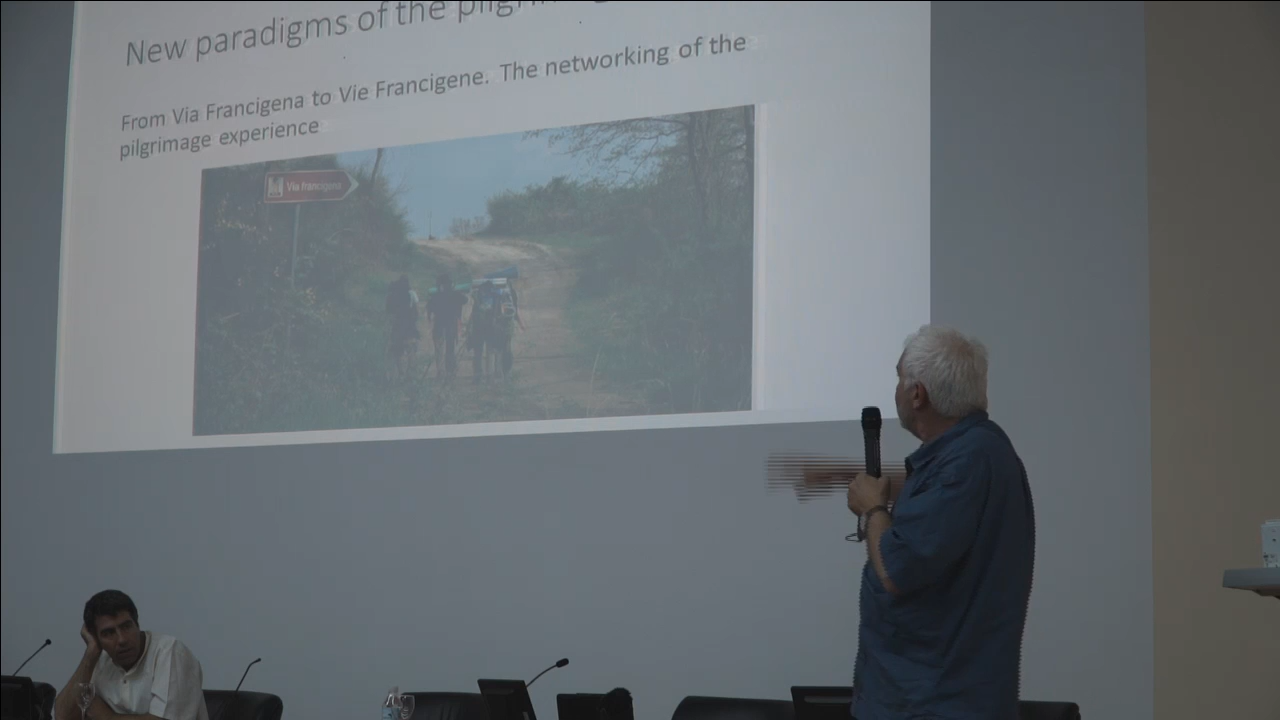 New paradigms of the
From Via Francigena to Vie Francigene. The networking of the
pilgrimage experience
Via francigena